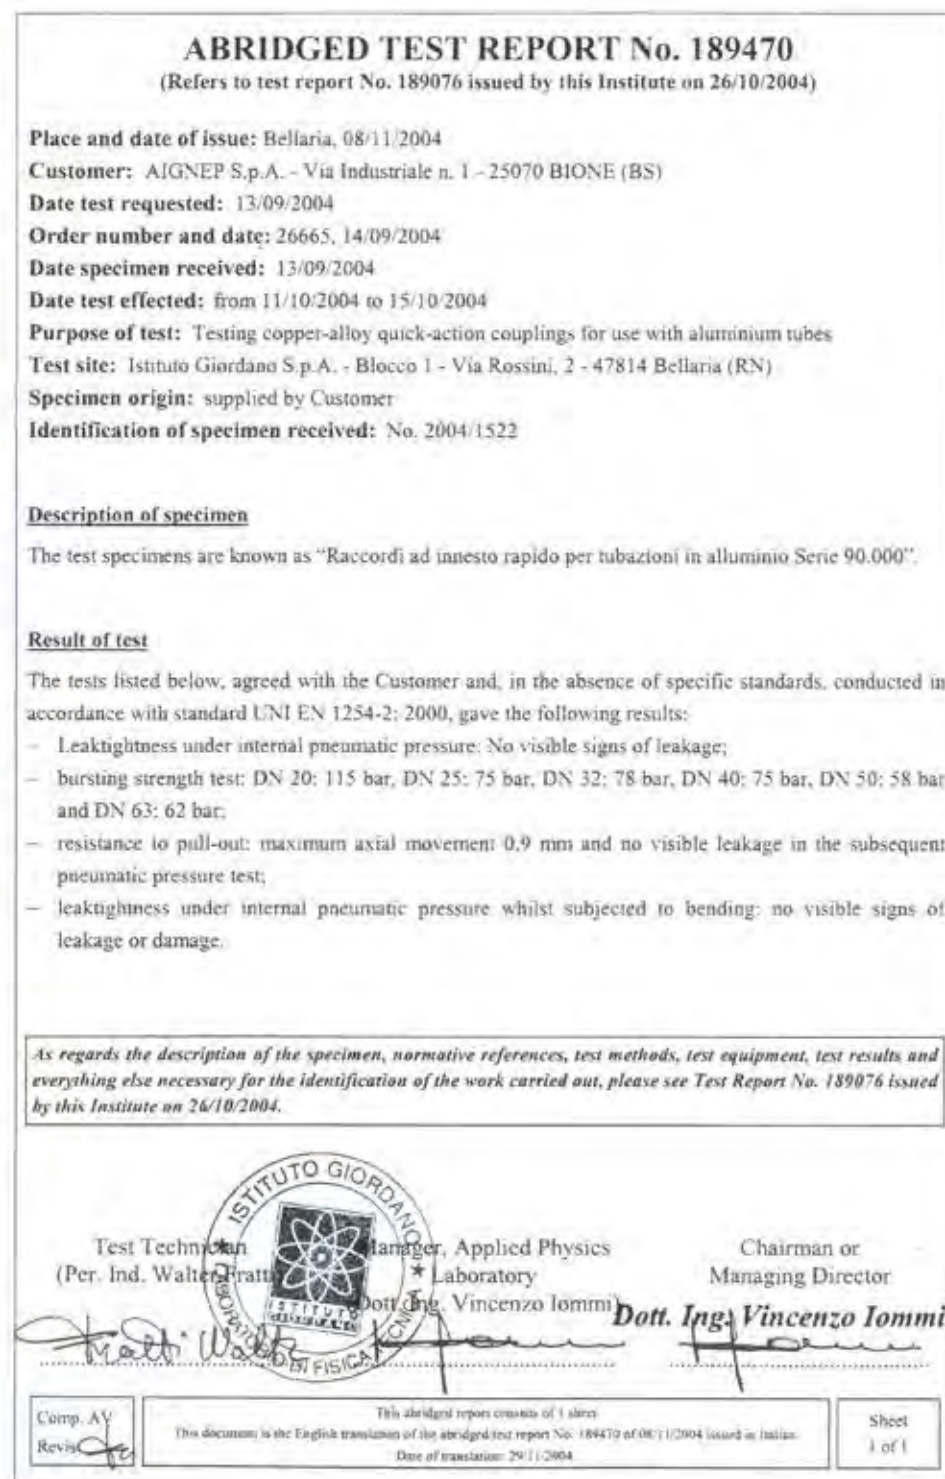 ABRIDGED TEST REPORT No. 189470
(Refers to test report No. 189076 issued by this Institute on 26/10/2004)
Place and date of issue: Bellaria, 08/11/2004
Customer: AIGNEP S.p.A. - Via Industriale n. 1 - 25070 BIONE (BS)
Date test requested: 13/09/2004
Order number and date: 26665, 14/09/2004
Date specimen received: 13/09/2004
Date test effected: from 11/10/2004 to 15/10/2004
Purpose of test: Testing copper-alloy quick-action couplings for use with aluminium tubes
Test site: Istituto Giordano S.p.A. - Blocco 1 - Via Rossini, 2 - 47814 Bellaria (RN)
Specimen origin: supplied by Customer
Identification of specimen received: No. 2004/1522
Description of specimen
The test specimens are known as “Raccordi ad innesto rapido per tubazioni in alluminio Serie 90.000”.
Result of test
The tests listed below, agreed with the Customer and, in the absence of specific standards, conducted in
accordance with standard UNI EN 1254-2: 2000, gave the following results:
– Leaktightness under internal pneumatic pressure: No visible signs of leakage;
– bursting strength test: DN 20: 115 bar, DN 25: 75 bar, DN 32: 78 bar, DN 40: 75 bar, DN 50: 58 bar
and DN 63: 62 bar;
– resistance to pull-out: maximum axial movement 0.9 mm and no visible leakage in the subsequent
pneumatic pressure test;
– leaktightness under internal pneumatic pressure whilst subjected to bending: no visible signs of
leakage or damage.
As regards the description of the specimen, normative references, test methods, test equipment, test results and
everything else necessary for the identification of the work carried out, please see Test Report No. 189076 issued
by this Institute on 26/10/2004.
ISTITUTO GIORDANO
DI FISICA TECNICA
ISTITUTO
GIORDANO
Test Technician
(Per. Ind. Walter Fratti
Manager, Applied Physics
Laboratory
(Dott. Ing. Vincenzo Iommi)
Chairman or
Managing Director
Dott. Ing. Vincenzo Iommi
Fratti Walter
Comp. AV
Revis.
This abridged report consists of 1 sheet
This document is the English translation of the abridged test report No. 189470 of 08/11/2004 issued in Italian.
Date of translation: 29/11/2004
Sheet
1 of 1